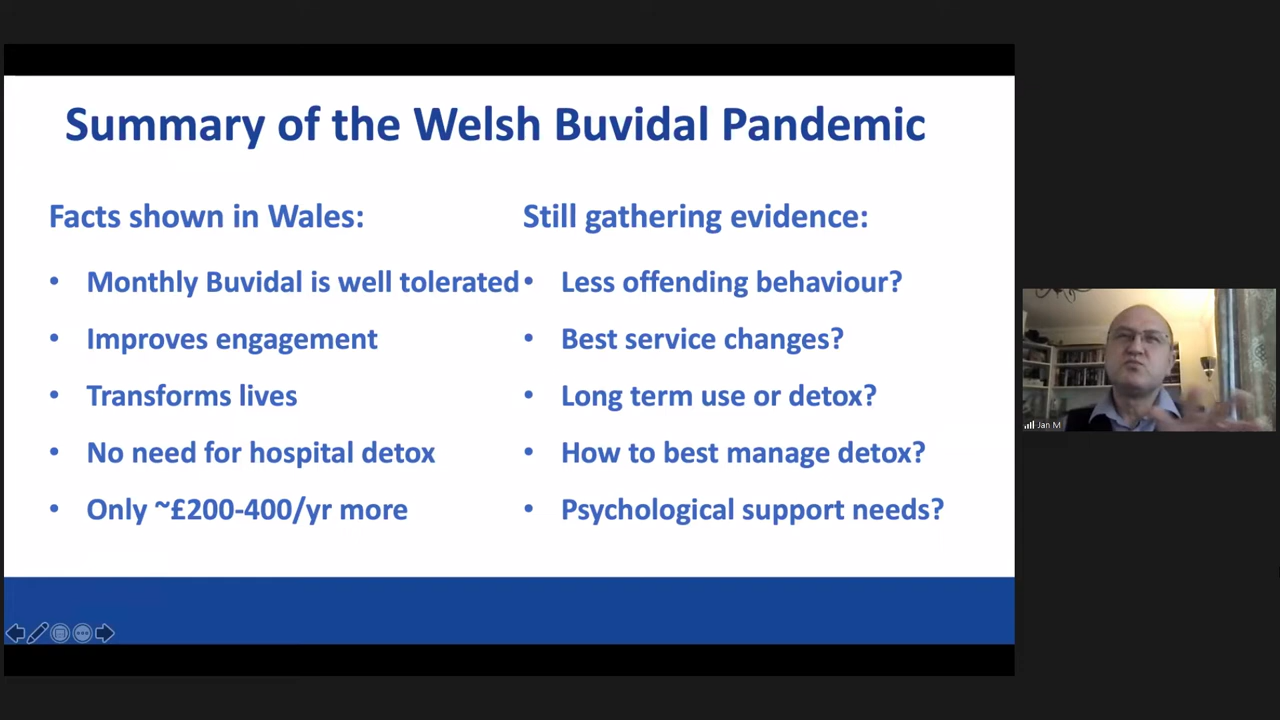 Summary of the Welsh Buvidal Pandemic
Facts shown in Wales:
• Monthly Buvidal is well tolerated
• Improves engagement
• Transforms lives
• No need for hospital detox
• Only ~£200-400/yr more
Still gathering evidence:
• Less offending behaviour?
• Best service changes?
• Long term use or detox?
• How to best manage detox?
• Psychological support needs?
Jan M